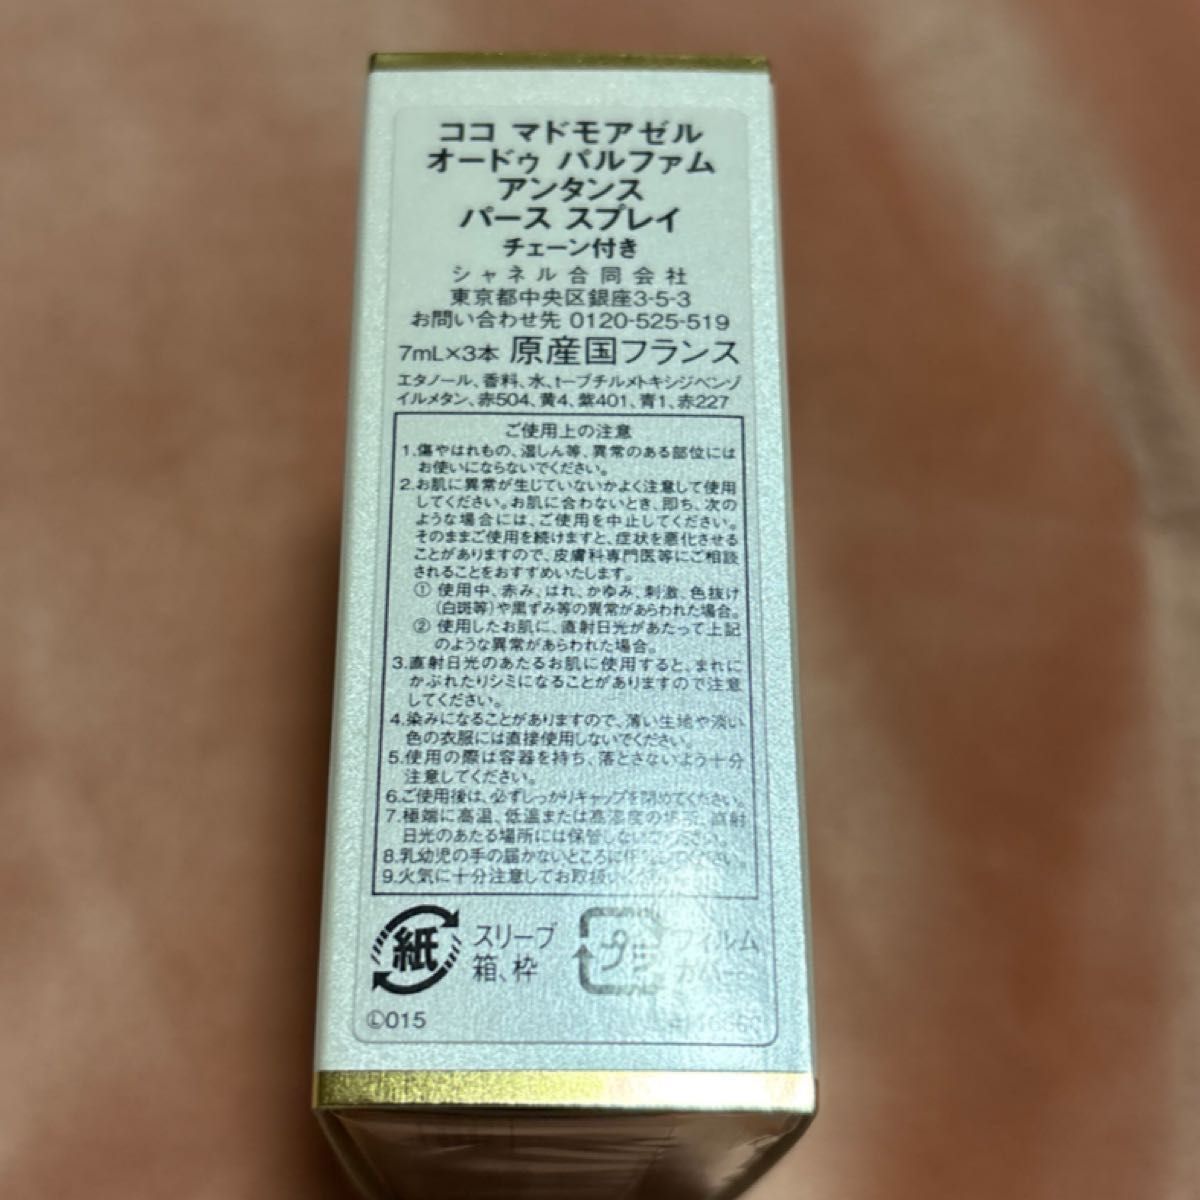 ココ マドモアゼル
オードゥ パルファム
アンタンス
パース スプレイ
チェーン付き
シャネル合同会社
東京都中央区銀座3-5-3
お問い合わせ先 0120-525-519
7mL×3本 原産国フランス
エタノール、香料、水、t-ブチルメトキシジベンゾ
イルメタン、赤504、黄4、紫401、青1、赤227
ご使用上の注意
1.傷やはれもの、湿しん等、異常のある部位には
お使いにならないでください。
2.お肌に異常が生じていないかよく注意して使用
してください。お肌に合わないとき、即ち、次の
ような場合には、ご使用を中止してください。
そのままご使用を続けますと、症状を悪化させる
ことがありますので、皮膚科専門医等にご相談
されることをおすすめいたします。
① 使用中、赤み、はれ、かゆみ、刺激、色抜け
(白斑等)や黒ずみ等の異常があらわれた場合。
② 使用したお肌に、直射日光があたって上記
のような異常があらわれた場合。
3.直射日光のあたるお肌に使用すると、まれに
かぶれたりシミになることがありますので注意
してください。
4.染みになることがありますので、薄い生地や淡い
色の衣服には直接使用しないでください。
5.使用の際は容器を持ち、落とさないよう十分
注意してください。
6.ご使用後は、必ずしっかりキャップを閉めてください。
7.極端に高温、低温または高湿度の場所、直射
日光のあたる場所には保管しないでください。
8.乳幼児の手の届かないところに保管してください。
9.火気に十分注意してお取扱いく
紙 スリーブ
箱、枠
プ フィルム
カバー
Ⓛ015